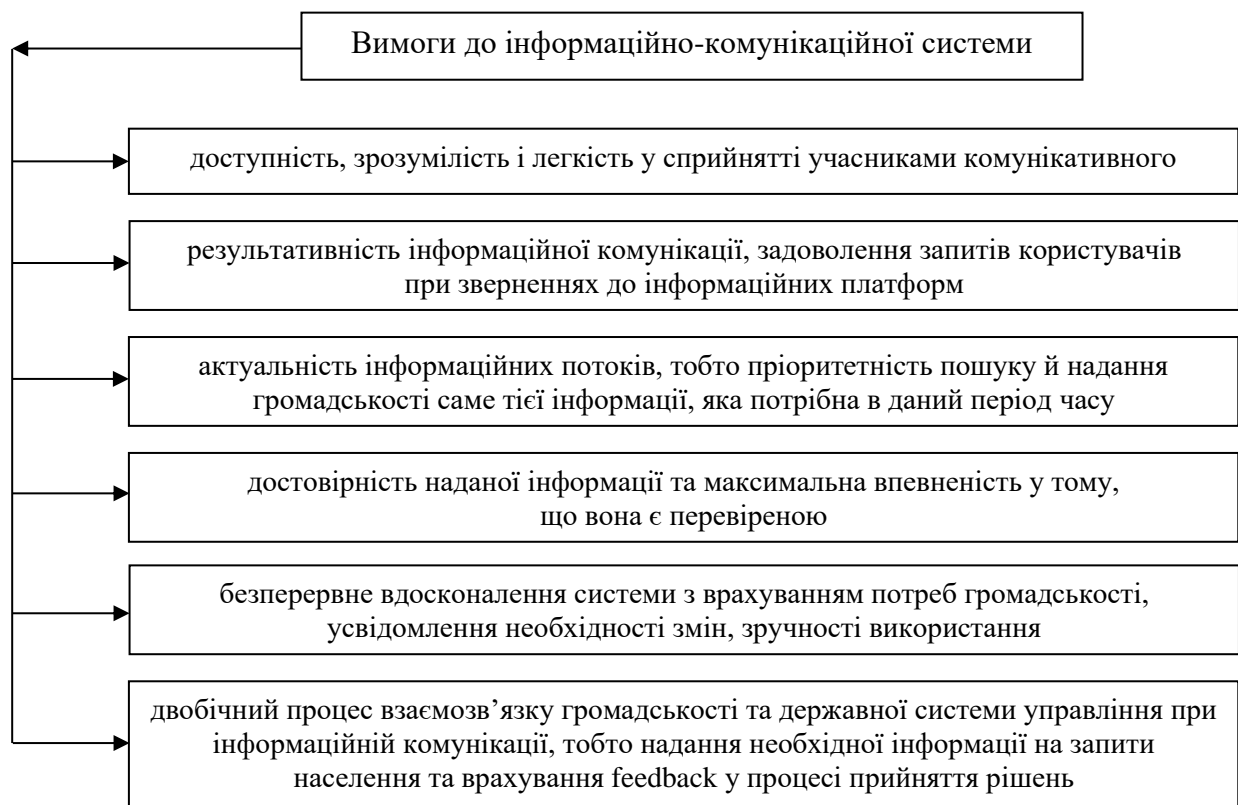 Вимоги до інформаційно-комунікаційної системи
доступність, зрозумілість і легкість у сприйнятті учасниками комунікативного
результативність інформаційної комунікації, задоволення запитів користувачів
при зверненнях до інформаційних платформ
актуальність інформаційних потоків, тобто пріоритетність пошуку й надання
громадськості саме тієї інформації, яка потрібна в даний період часу
достовірність наданої інформації та максимальна впевненість у тому,
що вона є перевіреною
безперервне вдосконалення системи з врахуванням потреб громадськості,
усвідомлення необхідності змін, зручності використання
двобічний процес взаємозв’язку громадськості та державної системи управління при
інформаційній комунікації, тобто надання необхідної інформації на запити
населення та врахування feedback у процесі прийняття рішень